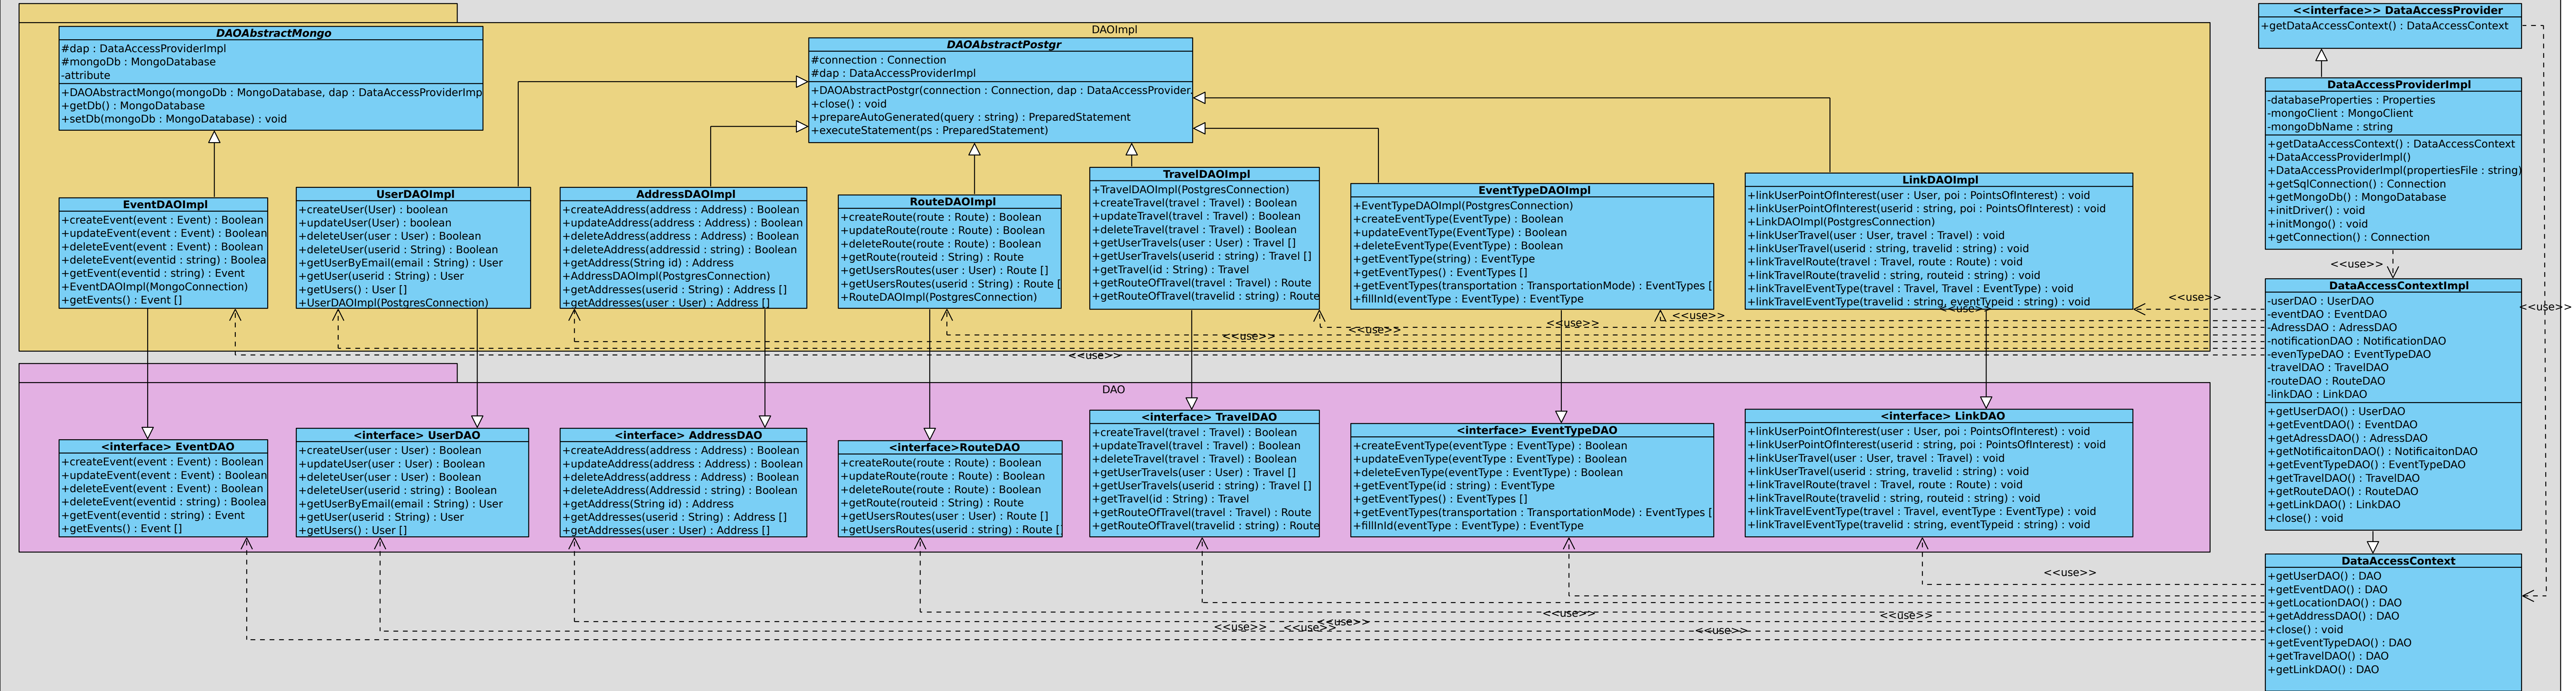 DAOImpl
DAOAbstractMongo
#dap : DataAccessProviderImpl
#mongoDb : MongoDatabase
-attribute
+DAOAbstractMongo(mongoDb : MongoDatabase, dap : DataAccessProviderImp
+getDb() : MongoDatabase
+setDb(mongoDb : MongoDatabase) : void
DAOAbstractPostgr
#connection : Connection
#dap : DataAccessProviderImpl
+DAOAbstractPostgr(connection : Connection, dap : DataAccessProvider
+close() : void
+prepareAutoGenerated(query : string) : PreparedStatement
+executeStatement(ps : PreparedStatement)
EventDAOImpl
+createEvent(event : Event) : Boolean
+updateEvent(event : Event) : Boolean
+deleteEvent(event : Event) : Boolean
+deleteEvent(eventid : string) : Boolea
+getEvent(eventid : string) : Event
+EventDAOImpl(MongoConnection)
+getEvents() : Event []
UserDAOImpl
+createUser(User) : boolean
+updateUser(User) : boolean
+deleteUser(user : User) : Boolean
+deleteUser(userid : String) : Boolean
+getUserByEmail(email : String) : User
+getUser(userid : String) : User
+getUsers() : User []
+UserDAOImpl(PostgresConnection)
AddressDAOImpl
+createAddress(address : Address) : Boolean
+updateAddress(address : Address) : Boolean
+deleteAddress(address : Address) : Boolean
+deleteAddress(addressid : string) : Boolean
+getAddress(String id) : Address
+AddressDAOImpl(PostgresConnection)
+getAddresses(userid : String) : Address []
+getAddresses(user : User) : Address []
RouteDAOImpl
+createRoute(route : Route) : Boolean
+updateRoute(route : Route) : Boolean
+deleteRoute(route : Route) : Boolean
+getRoute(routeid : String) : Route
+getUsersRoutes(user : User) : Route []
+getUsersRoutes(userid : String) : Route [
+RouteDAOImpl(PostgresConnection)
TravelDAOImpl
+TravelDAOImpl(PostgresConnection)
+createTravel(travel : Travel) : Boolean
+updateTravel(travel : Travel) : Boolean
+deleteTravel(travel : Travel) : Boolean
+getUserTravels(user : User) : Travel []
+getUserTravels(userid : string) : Travel []
+getTravel(id : String) : Travel
+getRouteOfTravel(travel : Travel) : Route
+getRouteOfTravel(travelid : string) : Route
EventTypeDAOImpl
+EventTypeDAOImpl(PostgresConnection)
+createEventType(EventType) : Boolean
+updateEventType(EventType) : Boolean
+deleteEventType(EventType) : Boolean
+getEventType(string) : EventType
+getEventTypes() : EventTypes []
+getEventTypes(transportation : TransportationMode) : EventTypes [
+fillInId(eventType : EventType) : EventType
LinkDAOImpl
+linkUserPointOfInterest(user : User, poi : PointsOfInterest) : void
+linkUserPointOfInterest(userid : string, poi : PointsOfInterest) : void
+LinkDAOImpl(PostgresConnection)
+linkUserTravel(user : User, travel : Travel) : void
+linkUserTravel(userid : string, travelid : string) : void
+linkTravelRoute(travel : Travel, route : Route) : void
+linkTravelRoute(travelid : string, routeid : string) : void
+linkTravelEventType(travel : Travel, Travel : EventType) : void
+linkTravelEventType(travelid : string, eventTypeid : string) : void
<<use>>
<<use>>
<<use>>
<<use>>
<<use>>
<<use>>
<<use>>
DAO
<interface> EventDAO
+createEvent(event : Event) : Boolean
+updateEvent(event : Event) : Boolean
+deleteEvent(event : Event) : Boolean
+deleteEvent(eventid : string) : Boolea
+getEvent(eventid : string) : Event
+getEvents() : Event []
<interface> UserDAO
+createUser(user : User) : Boolean
+updateUser(user : User) : Boolean
+deleteUser(user : User) : Boolean
+deleteUser(userid : string) : Boolean
+getUserByEmail(email : String) : User
+getUser(userid : String) : User
+getUsers() : User []
<interface> AddressDAO
+createAddress(address : Address) : Boolean
+updateAddress(address : Address) : Boolean
+deleteAddress(address : Address) : Boolean
+deleteAddress(Addressid : string) : Boolean
+getAddress(String id) : Address
+getAddresses(userid : String) : Address []
+getAddresses(user : User) : Address []
<interface>RouteDAO
+createRoute(route : Route) : Boolean
+updateRoute(route : Route) : Boolean
+deleteRoute(route : Route) : Boolean
+getRoute(routeid : String) : Route
+getUsersRoutes(user : User) : Route []
+getUsersRoutes(userid : string) : Route [
<interface> TravelDAO
+createTravel(travel : Travel) : Boolean
+updateTravel(travel : Travel) : Boolean
+deleteTravel(travel : Travel) : Boolean
+getUserTravels(user : User) : Travel []
+getUserTravels(userid : string) : Travel []
+getTravel(id : String) : Travel
+getRouteOfTravel(travel : Travel) : Route
+getRouteOfTravel(travelid : string) : Route
<interface> EventTypeDAO
+createEventType(eventType : EventType) : Boolean
+updateEvenType(eventType : EventType) : Boolean
+deleteEvenType(eventType : EventType) : Boolean
+getEventType(id : string) : EventType
+getEventTypes() : EventTypes []
+getEventTypes(transportation : TransportationMode) : EventTypes [
+fillInId(eventType : EventType) : EventType
<interface> LinkDAO
+linkUserPointOfInterest(user : User, poi : PointsOfInterest) : void
+linkUserPointOfInterest(userid : string, poi : PointsOfInterest) : void
+linkUserTravel(user : User, travel : Travel) : void
+linkUserTravel(userid : string, travelid : string) : void
+linkTravelRoute(travel : Travel, route : Route) : void
+linkTravelRoute(travelid : string, routeid : string) : void
+linkTravelEventType(travel : Travel, eventType : EventType) : void
+linkTravelEventType(travelid : string, eventTypeid : string) : void
<<use>>
<<use>>
<<use>>
<<use>>
<<use>>
<<use>>
<<use>>
<<interface>> DataAccessProvider
+getDataAccessContext() : DataAccessContext
DataAccessProviderImpl
-databaseProperties : Properties
-mongoClient : MongoClient
-mongoDbName : string
+getDataAccessContext() : DataAccessContext
+DataAccessProviderImpl()
+DataAccessProviderImpl(propertiesFile : string)
+getSqlConnection() : Connection
+getMongoDb() : MongoDatabase
+initDriver() : void
+initMongo() : void
+getConnection() : Connection
<<use>>
<<use>>
DataAccessContextImpl
-userDAO : UserDAO
-eventDAO : EventDAO
-AdressDAO : AdressDAO
-notificationDAO : NotificationDAO
-evenTypeDAO : EventTypeDAO
-travelDAO : TravelDAO
-routeDAO : RouteDAO
-linkDAO : LinkDAO
+getUserDAO() : UserDAO
+getEventDAO() : EventDAO
+getAdressDAO() : AdressDAO
+getNotificaitonDAO() : NotificaitonDAO
+getEventTypeDAO() : EventTypeDAO
+getTravelDAO() : TravelDAO
+getRouteDAO() : RouteDAO
+getLinkDAO() : LinkDAO
+close() : void
DataAccessContext
+getUserDAO() : DAO
+getEventDAO() : DAO
+getLocationDAO() : DAO
+getAddressDAO() : DAO
+close() : void
+getEventTypeDAO() : DAO
+getTravelDAO() : DAO
+getLinkDAO() : DAO